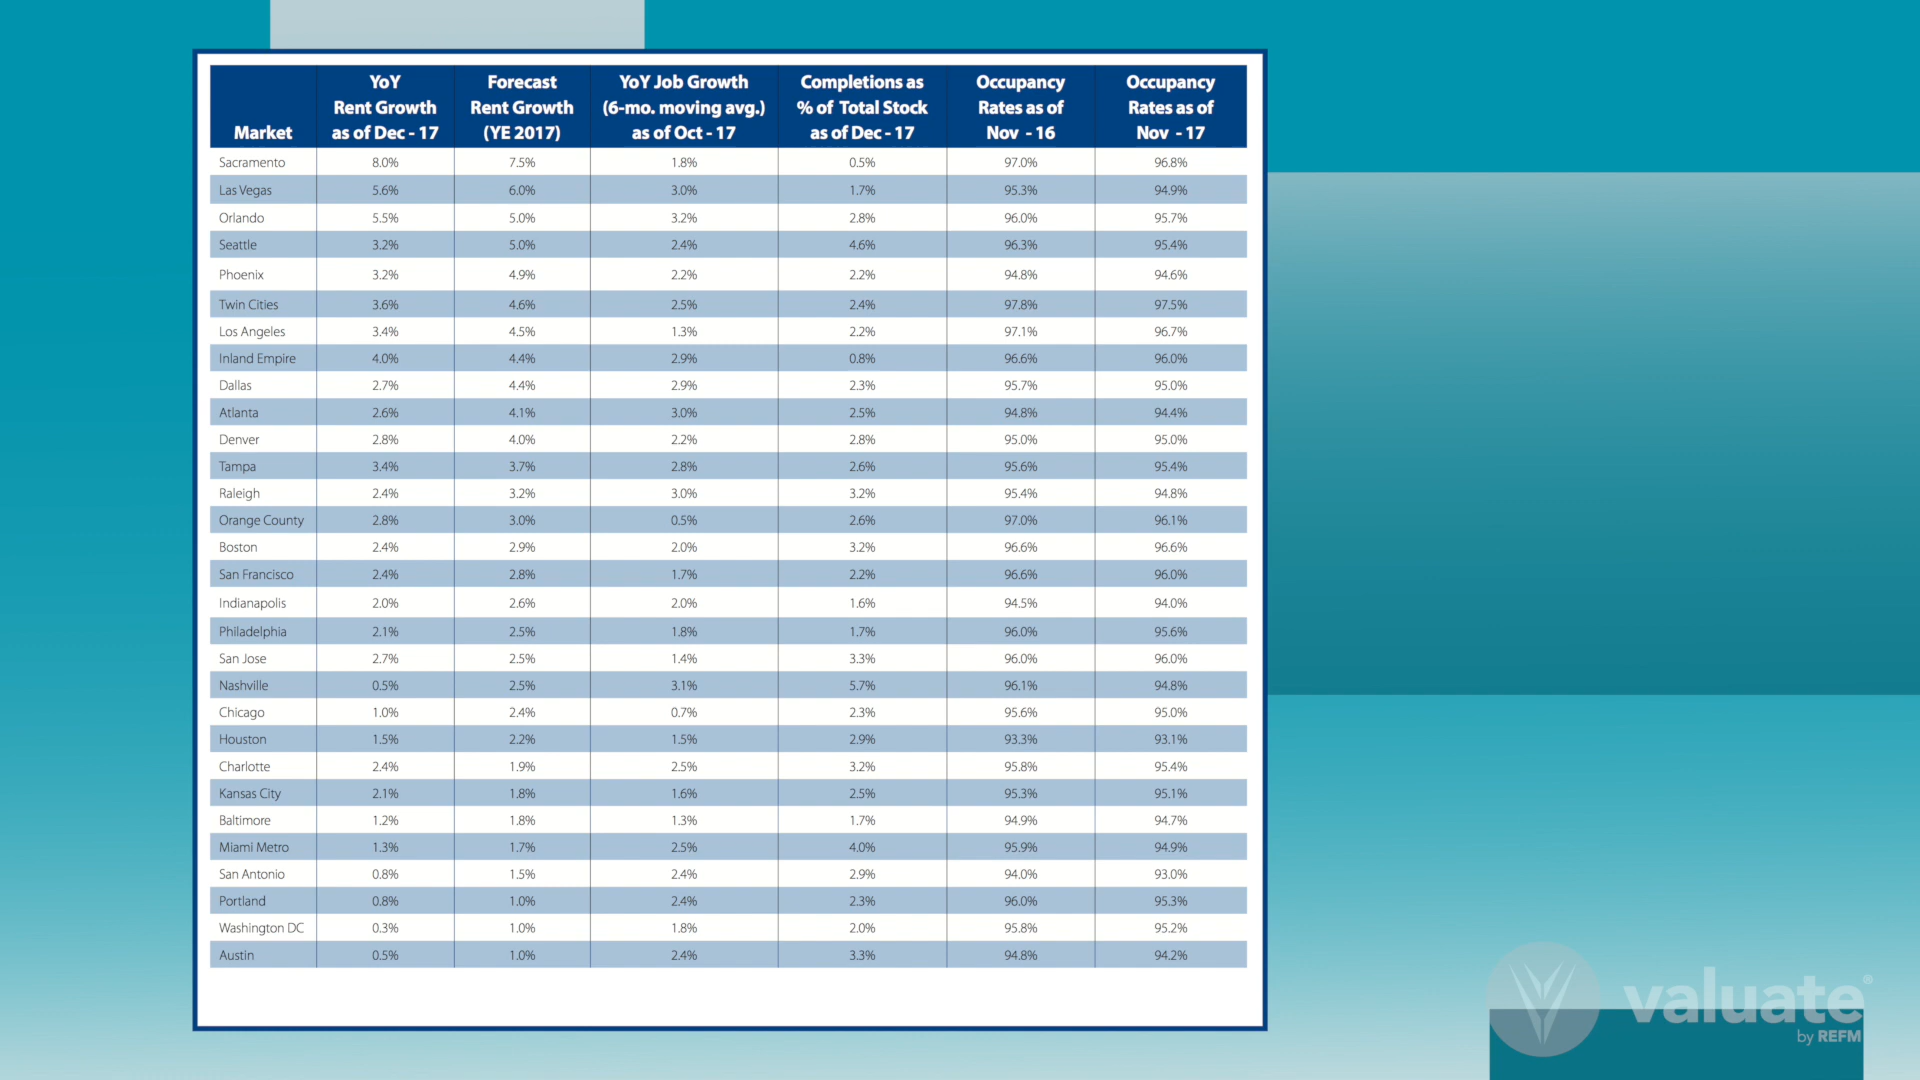 Market YoY Rent Growth as of Dec - 17 Forecast Rent Growth (YE 2017) YoY Job Growth (6-mo. moving avg.) as of Oct - 17 Completions as % of Total Stock as of Dec - 17 Occupancy Rates as of Nov - 16 Occupancy Rates as of Nov - 17
Sacramento 8.0% 7.5% 1.8% 0.5% 97.0% 96.8%
Las Vegas 5.6% 6.0% 3.0% 1.7% 95.3% 94.9%
Orlando 5.5% 5.0% 3.2% 2.8% 96.0% 95.7%
Seattle 3.2% 5.0% 2.4% 4.6% 96.3% 95.4%
Phoenix 3.2% 4.9% 2.2% 2.2% 94.8% 94.6%
Twin Cities 3.6% 4.6% 2.5% 2.4% 97.8% 97.5%
Los Angeles 3.4% 4.5% 1.3% 2.2% 97.1% 96.7%
Inland Empire 4.0% 4.4% 2.9% 0.8% 96.6% 96.0%
Dallas 2.7% 4.4% 2.9% 2.3% 95.7% 95.0%
Atlanta 2.6% 4.1% 3.0% 2.5% 94.8% 94.4%
Denver 2.8% 4.0% 2.2% 2.8% 95.0% 95.0%
Tampa 3.4% 3.7% 2.8% 2.6% 95.6% 95.4%
Raleigh 2.4% 3.2% 3.0% 3.2% 95.4% 94.8%
Orange County 2.8% 3.0% 0.5% 2.6% 97.0% 96.1%
Boston 2.4% 2.9% 2.0% 3.2% 96.6% 96.6%
San Francisco 2.4% 2.8% 1.7% 2.2% 96.6% 96.0%
Indianapolis 2.0% 2.6% 2.0% 1.6% 94.5% 94.0%
Philadelphia 2.1% 2.5% 1.8% 1.7% 96.0% 95.6%
San Jose 2.7% 2.5% 1.4% 3.3% 96.0% 96.0%
Nashville 0.5% 2.5% 3.1% 5.7% 96.1% 94.8%
Chicago 1.0% 2.4% 0.7% 2.3% 95.6% 95.0%
Houston 1.5% 2.2% 1.5% 2.9% 93.3% 93.1%
Charlotte 2.4% 1.9% 2.5% 3.2% 95.8% 95.4%
Kansas City 2.1% 1.8% 1.6% 2.5% 95.3% 95.1%
Baltimore 1.2% 1.8% 1.3% 1.7% 94.9% 94.7%
Miami Metro 1.3% 1.7% 2.5% 4.0% 95.9% 94.9%
San Antonio 0.8% 1.5% 2.4% 2.9% 94.0% 93.0%
Portland 0.8% 1.0% 2.4% 2.3% 96.0% 95.3%
Washington DC 0.3% 1.0% 1.8% 2.0% 95.8% 95.2%
Austin 0.5% 1.0% 2.4% 3.3% 94.8% 94.2%
valuate®
by REFM